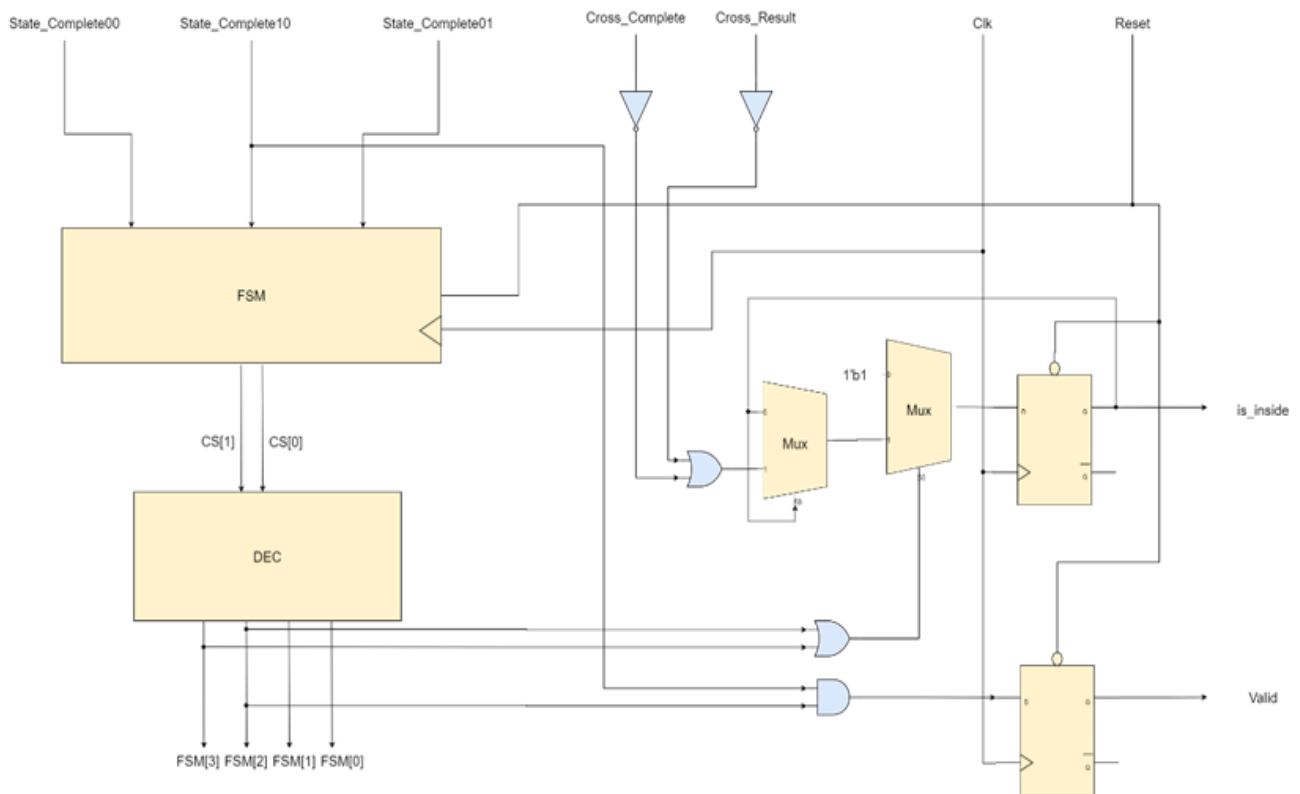 State_Complete00
State_Complete10
State_Complete01
Cross_Complete
Cross_Result
Clk
Reset
FSM
1'b1
Mux
Mux
is_inside
CS[1]
CS[0]
DEC
Valid
FSM[3]
FSM[2]
FSM[1]
FSM[0]